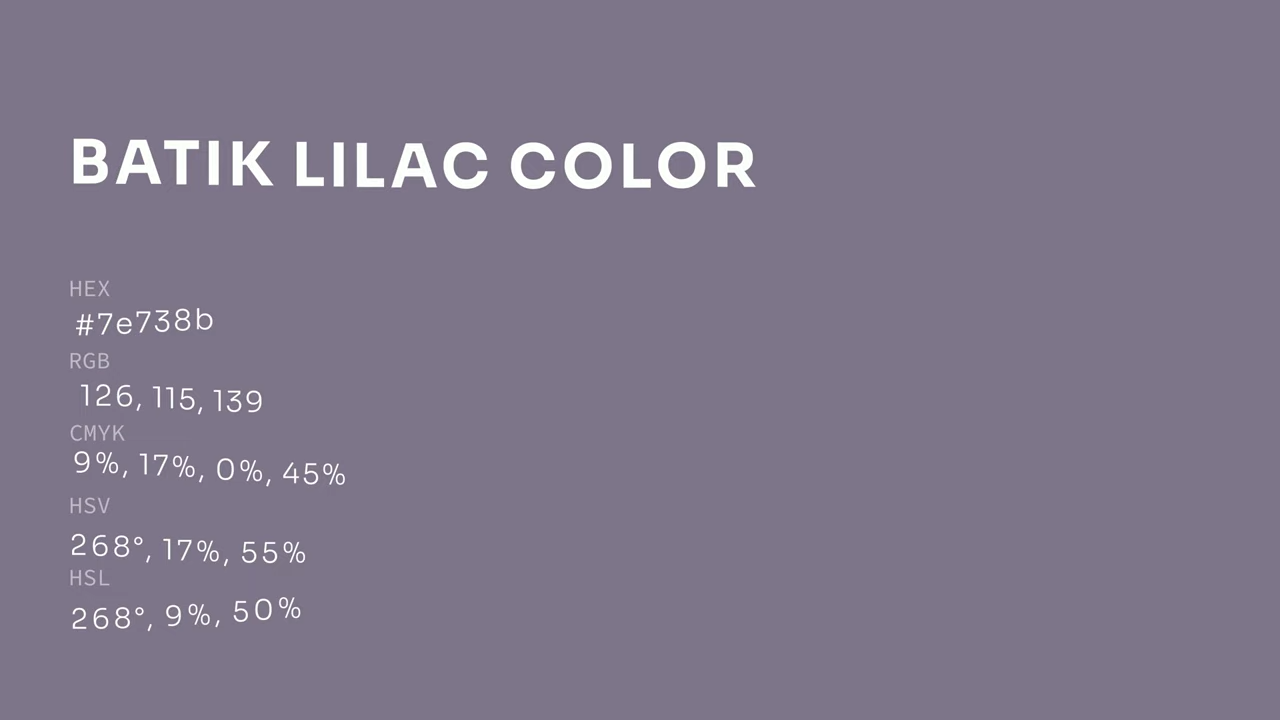 BATIK LILAC COLOR
HEX
#7e738b
RGB
126, 115, 139
CMYK
9%, 17%, 0%, 45%
HSV
268°, 17%, 55%
HSL
268°, 9%, 50%